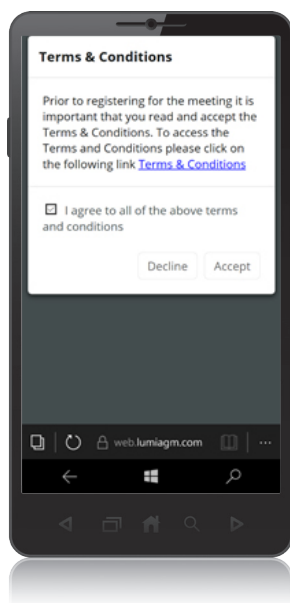 Terms & Conditions
Prior to registering for the meeting it is
important that you read and accept the
Terms & Conditions. To access the
Terms and Conditions please click on
the following link Terms & Conditions
I agree to all of the above terms
and conditions
Decline Accept
web.lumiagm.com